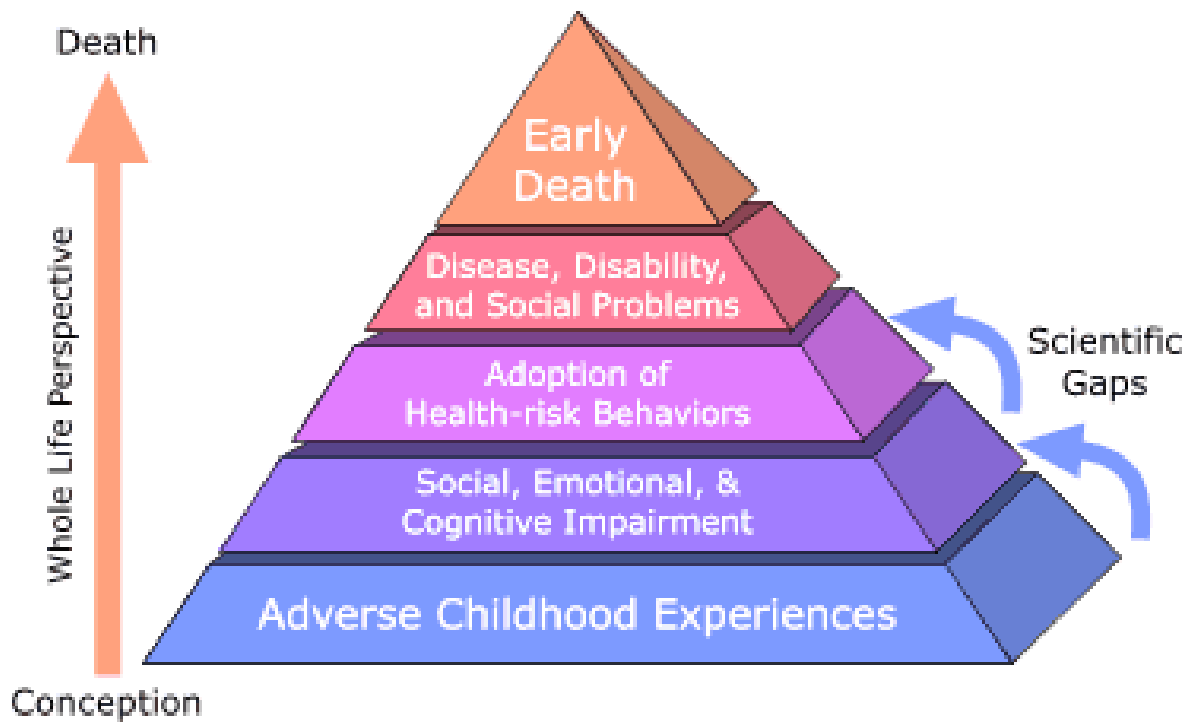 Death
Whole Life Perspective
Conception
Early
Death
Disease, Disability,
and Social Problems
Adoption of
Health-risk Behaviors
Social, Emotional, &
Cognitive Impairment
Adverse Childhood Experiences
Scientific
Gaps